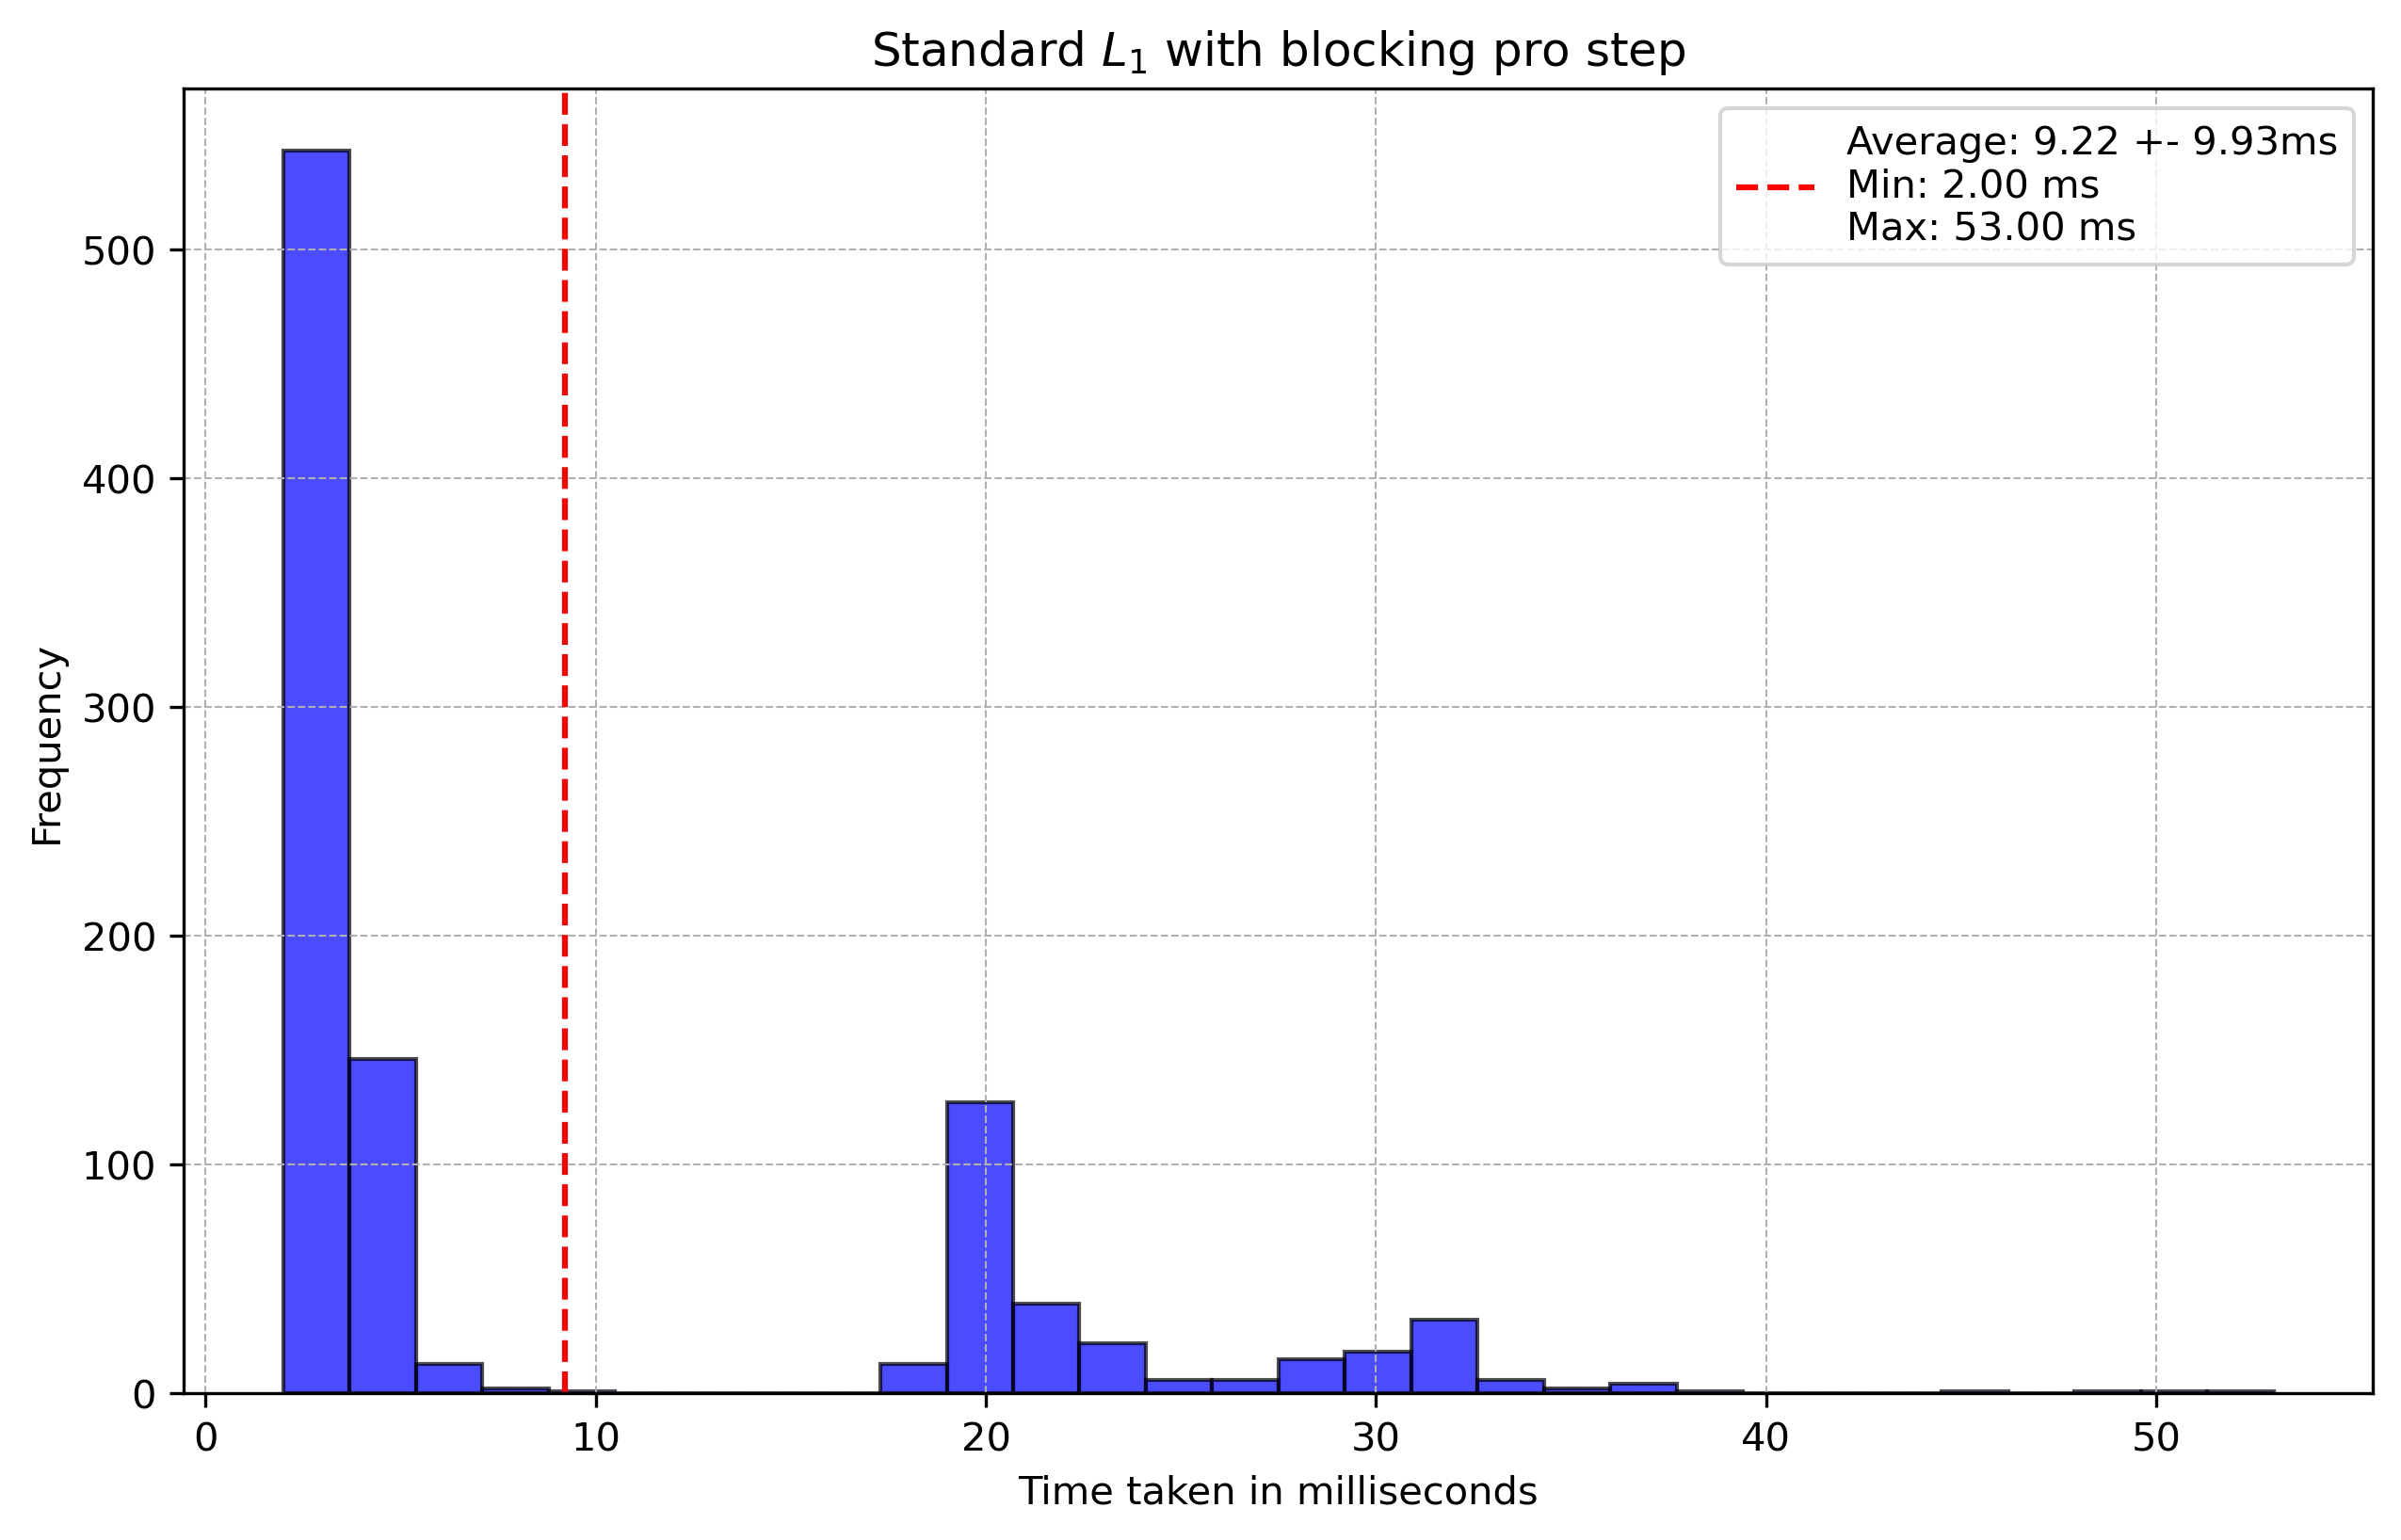 Standard L₁ with blocking pro step
Average: 9.22 +- 9.93ms
Min: 2.00 ms
Max: 53.00 ms
Frequency
500
400
300
200
100
0
0 10 20 30 40 50
Time taken in milliseconds